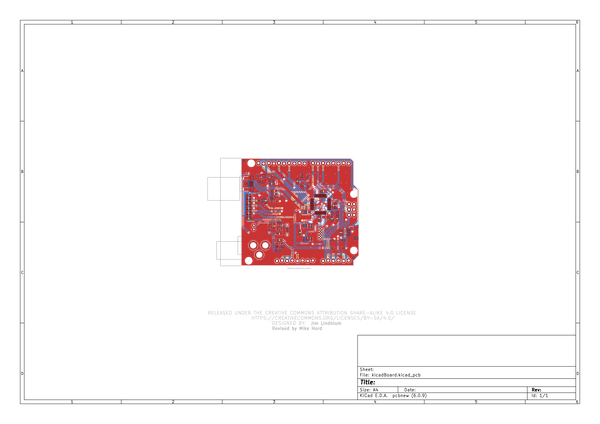 1 2 3 4 5 6
A A
B B
RELEASED UNDER THE CREATIVE COMMONS ATTRIBUTION SHARE-ALIKE 4.0 LICENSE
HTTPS://CREATIVECOMMONS.ORG/LICENSES/BY-SA/4.0/
DESIGNED BY: Jim Lindblom
Revised by Mike Hord
C C
D D
Sheet:
File: kicadBoard.kicad_pcb
Title:
Size: A4 Date: Rev:
KiCad E.D.A. pcbnew (6.0.9) Id: 1/1
1 2 3 4 5 6